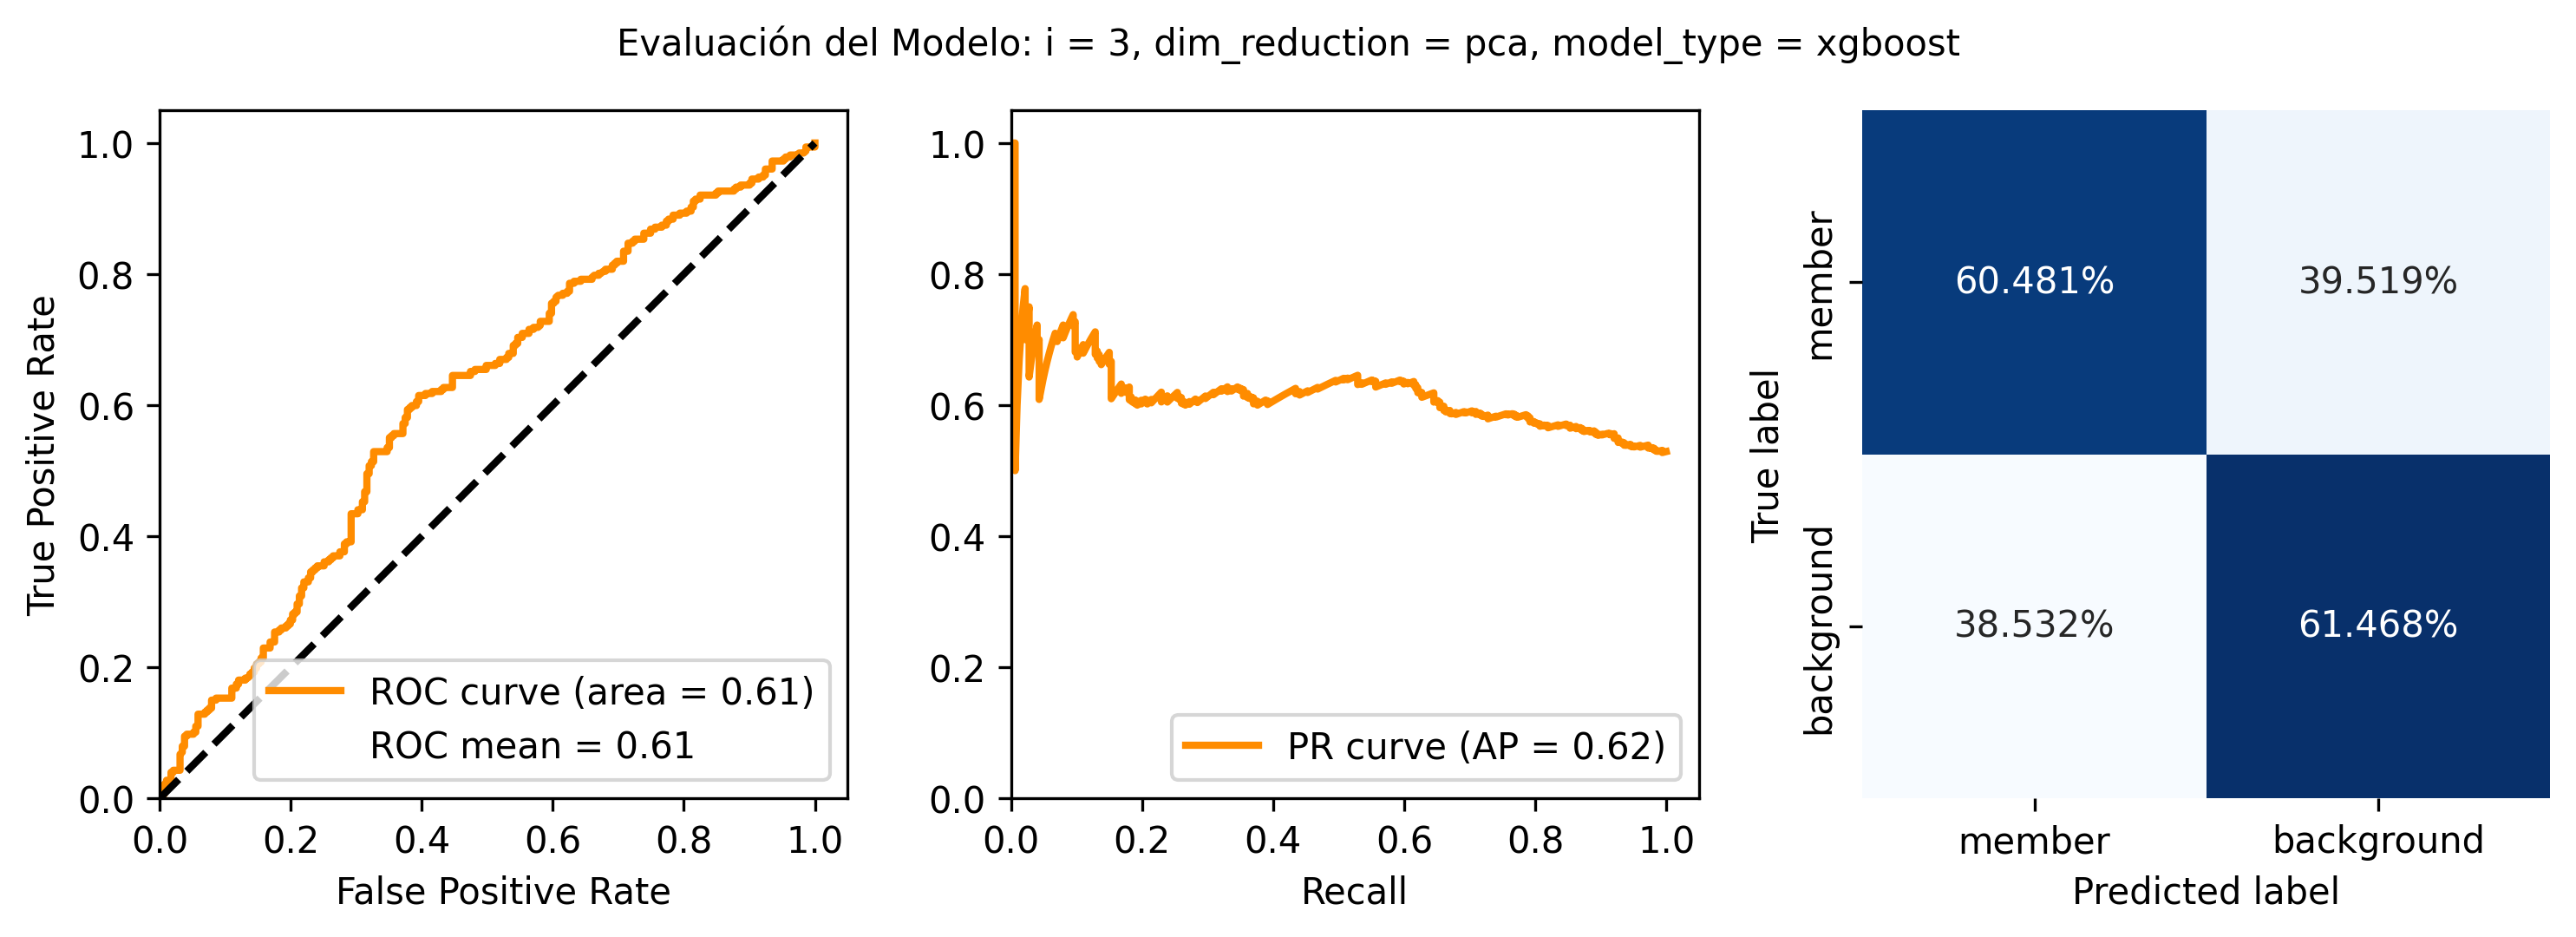 Evaluación del Modelo: i = 3, dim_reduction = pca, model_type = xgboost
True Positive Rate
1.0
0.8
0.6
0.4
0.2
0.0
ROC curve (area = 0.61)
ROC mean = 0.61
0.0 0.2 0.4 0.6 0.8 1.0
False Positive Rate
1.0
0.8
0.6
0.4
0.2
0.0
PR curve (AP = 0.62)
0.0 0.2 0.4 0.6 0.8 1.0
Recall
True label
member
background
60.481% 39.519%
38.532% 61.468%
member background
Predicted label